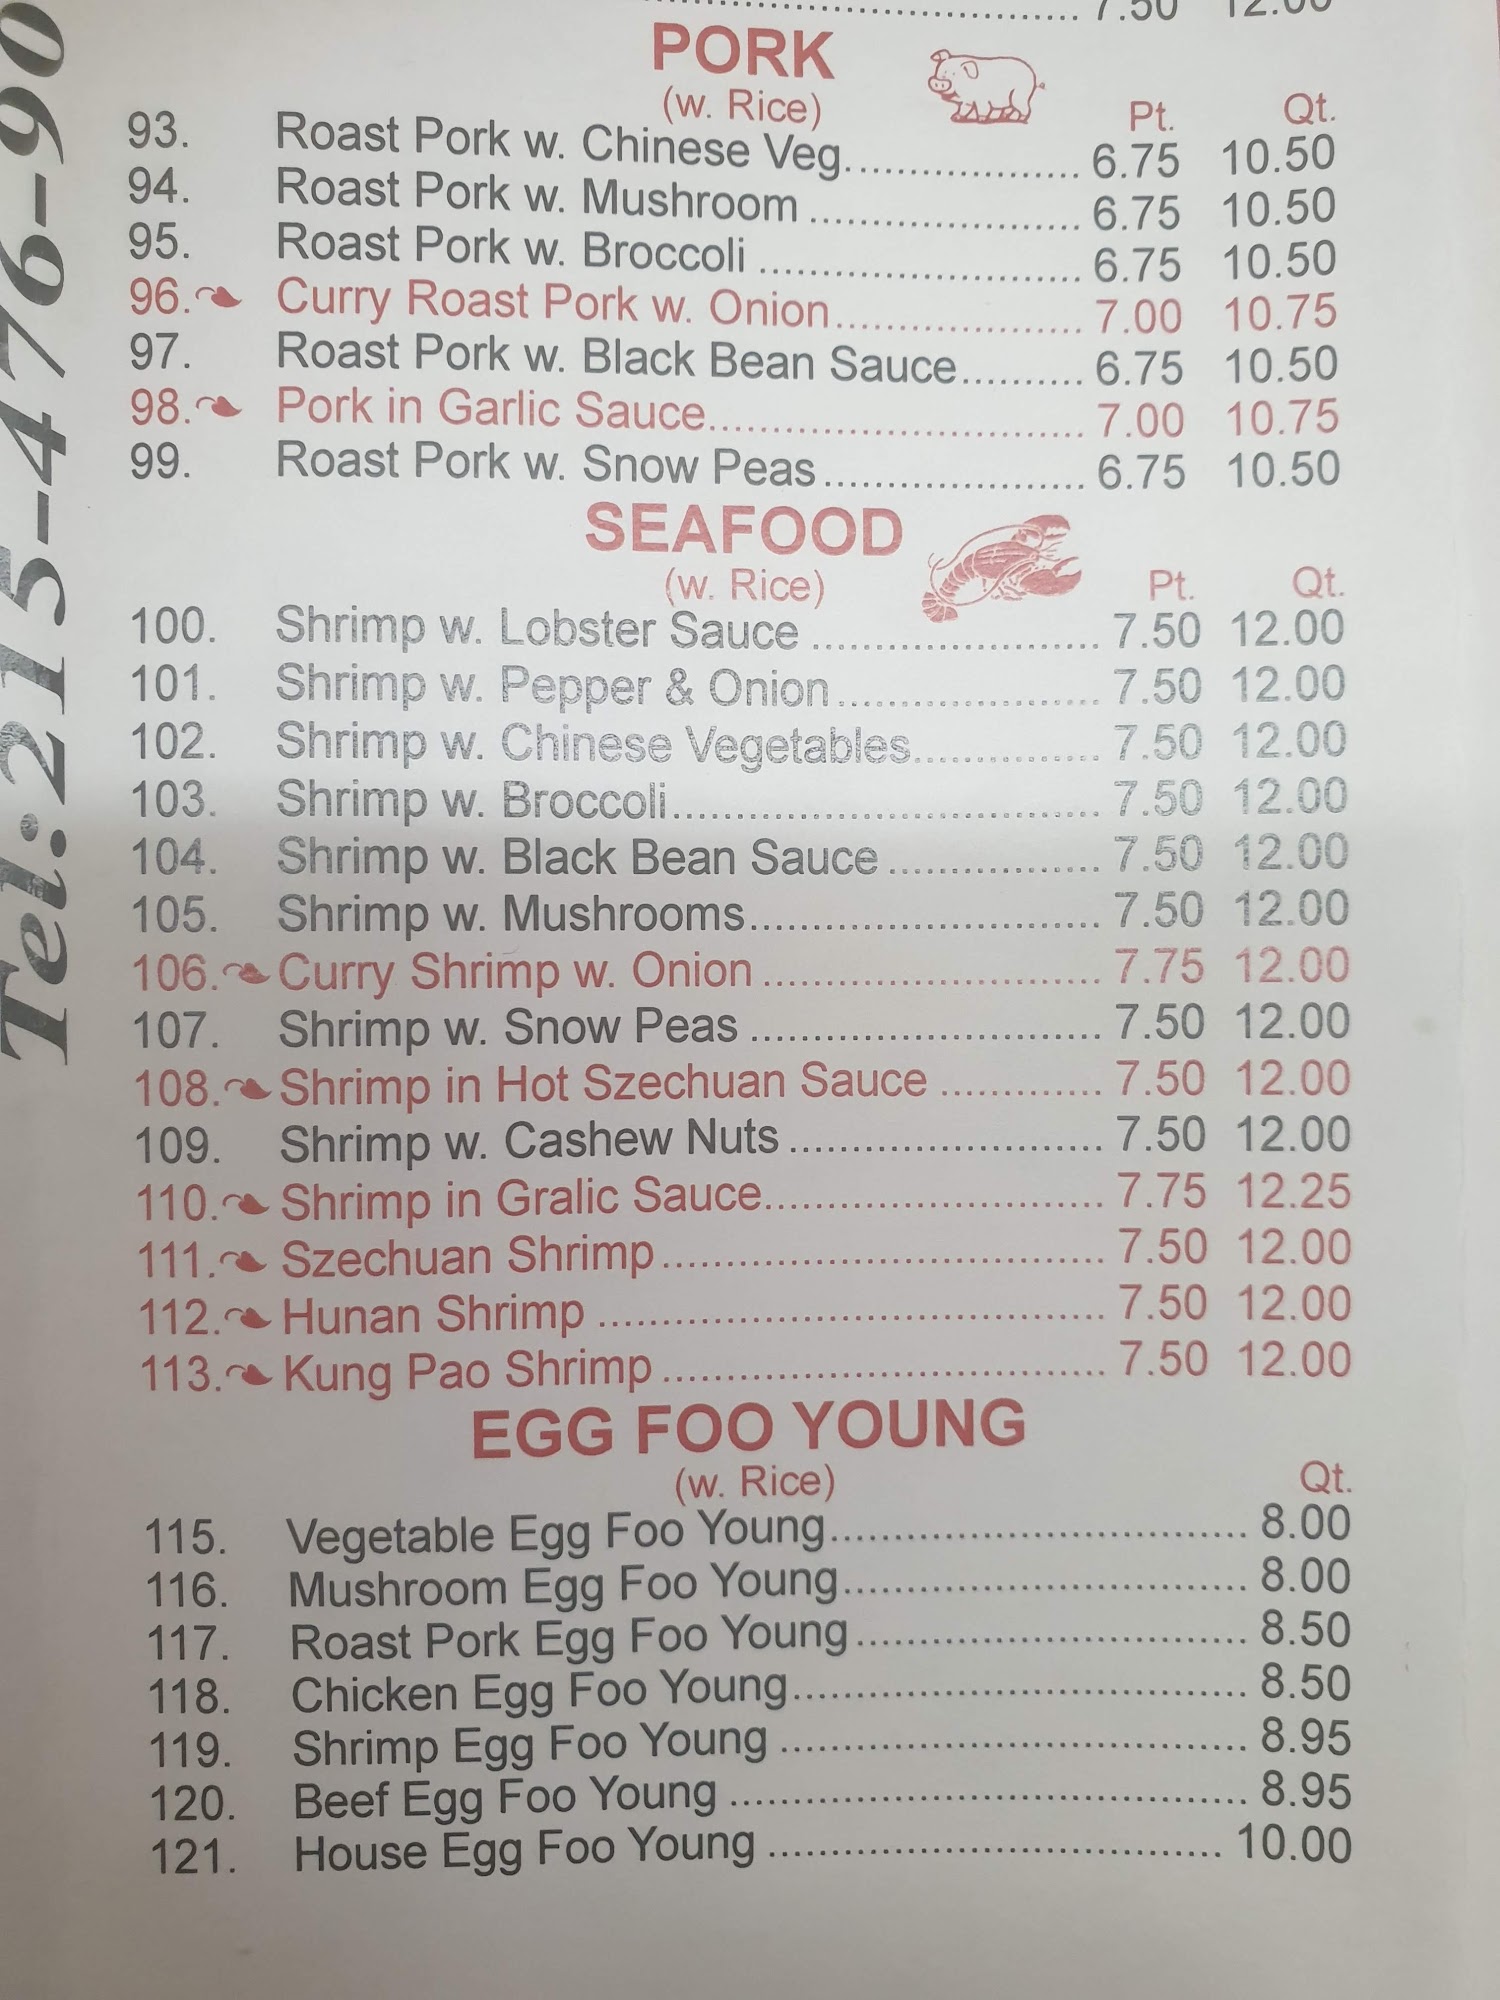 7.50 12.00
PORK
(w. Rice)
Pt. Qt.
93. Roast Pork w. Chinese Veg.................... 6.75 10.50
94. Roast Pork w. Mushroom ...................... 6.75 10.50
95. Roast Pork w. Broccoli .......................... 6.75 10.50
96. Curry Roast Pork w. Onion.................... 7.00 10.75
97. Roast Pork w. Black Bean Sauce.......... 6.75 10.50
98. Pork in Garlic Sauce.............................. 7.00 10.75
99. Roast Pork w. Snow Peas..................... 6.75 10.50
SEAFOOD
(w. Rice)
Pt. Qt.
100. Shrimp w. Lobster Sauce ....................... 7.50 12.00
101. Shrimp w. Pepper & Onion..................... 7.50 12.00
102. Shrimp w. Chinese Vegetables............... 7.50 12.00
103. Shrimp w. Broccoli.................................. 7.50 12.00
104. Shrimp w. Black Bean Sauce ................. 7.50 12.00
105. Shrimp w. Mushrooms............................ 7.50 12.00
106. Curry Shrimp w. Onion ........................... 7.75 12.00
107. Shrimp w. Snow Peas ............................ 7.50 12.00
108. Shrimp in Hot Szechuan Sauce ............. 7.50 12.00
109. Shrimp w. Cashew Nuts ......................... 7.50 12.00
110. Shrimp in Gralic Sauce........................... 7.75 12.25
111. Szechuan Shrimp................................... 7.50 12.00
112. Hunan Shrimp ........................................ 7.50 12.00
113. Kung Pao Shrimp ................................... 7.50 12.00
EGG FOO YOUNG
(w. Rice)
Qt.
115. Vegetable Egg Foo Young................................. 8.00
116. Mushroom Egg Foo Young................................ 8.00
117. Roast Pork Egg Foo Young............................... 8.50
118. Chicken Egg Foo Young.................................... 8.50
119. Shrimp Egg Foo Young ..................................... 8.95
120. Beef Egg Foo Young ......................................... 8.95
121. House Egg Foo Young .................................... 10.00
Tel:215-476-90